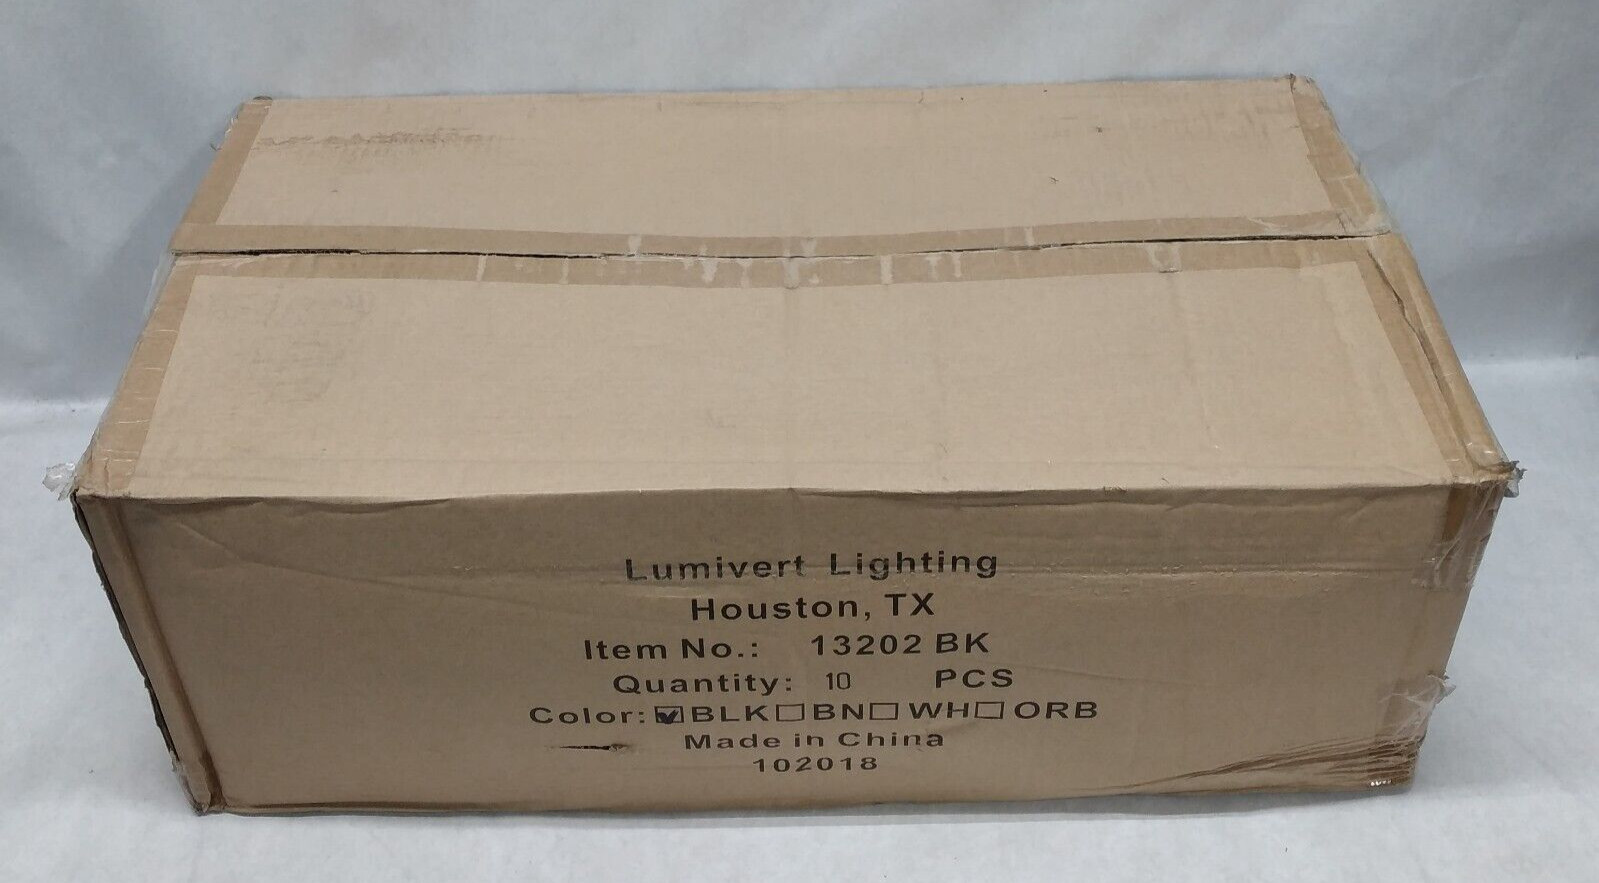 Lumivert Lighting
Houston, TX
Item No.: 13202 BK
Quantity: 10 PCS
Color: ☑BLK☐BN☐WH☐ORB
Made in China
102018